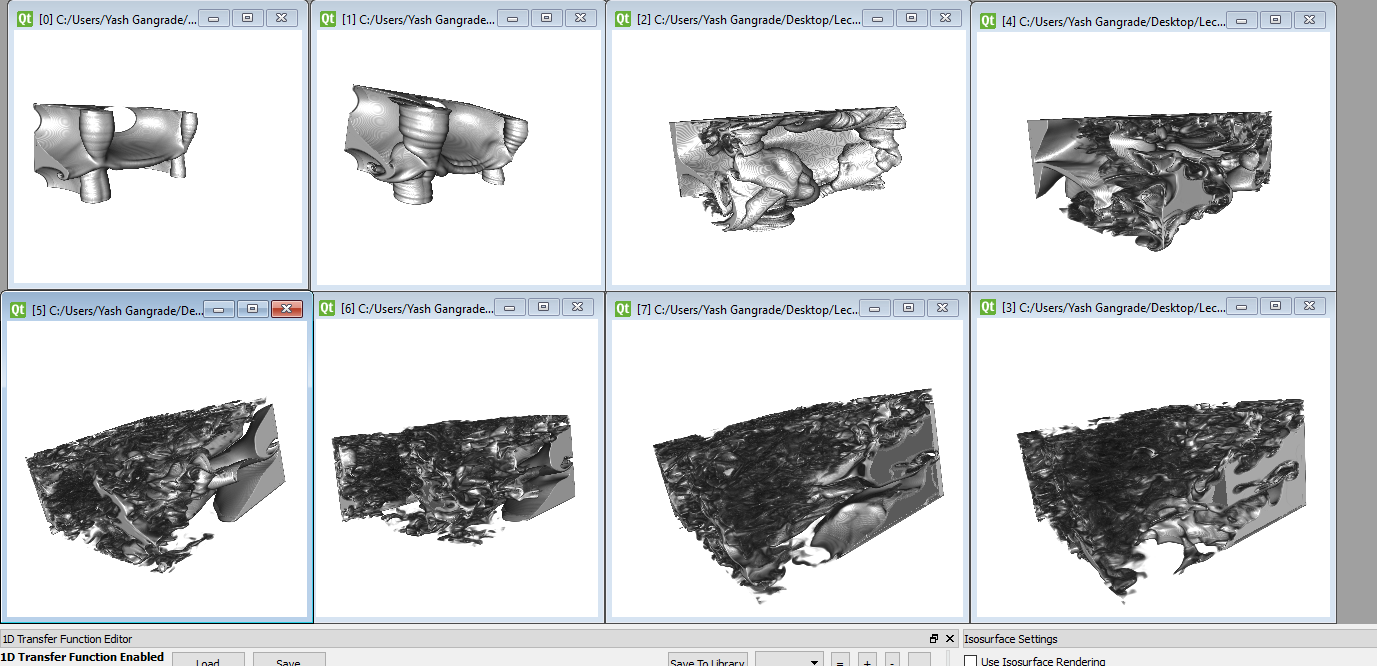 Qt [0] C:/Users/Yash Gangrade/...
Qt [1] C:/Users/Yash Gangrade...
Qt [2] C:/Users/Yash Gangrade/Desktop/Lec...
Qt [4] C:/Users/Yash Gangrade/Desktop/Lec...
Qt [5] C:/Users/Yash Gangrade/De...
Qt [6] C:/Users/Yash Gangrade...
Qt [7] C:/Users/Yash Gangrade/Desktop/Lec...
Qt [3] C:/Users/Yash Gangrade/Desktop/Lec...
1D Transfer Function Editor
Isosurface Settings
1D Transfer Function Enabled
Load
Save
Save To Library
=
+
-
Use Isosurface Rendering